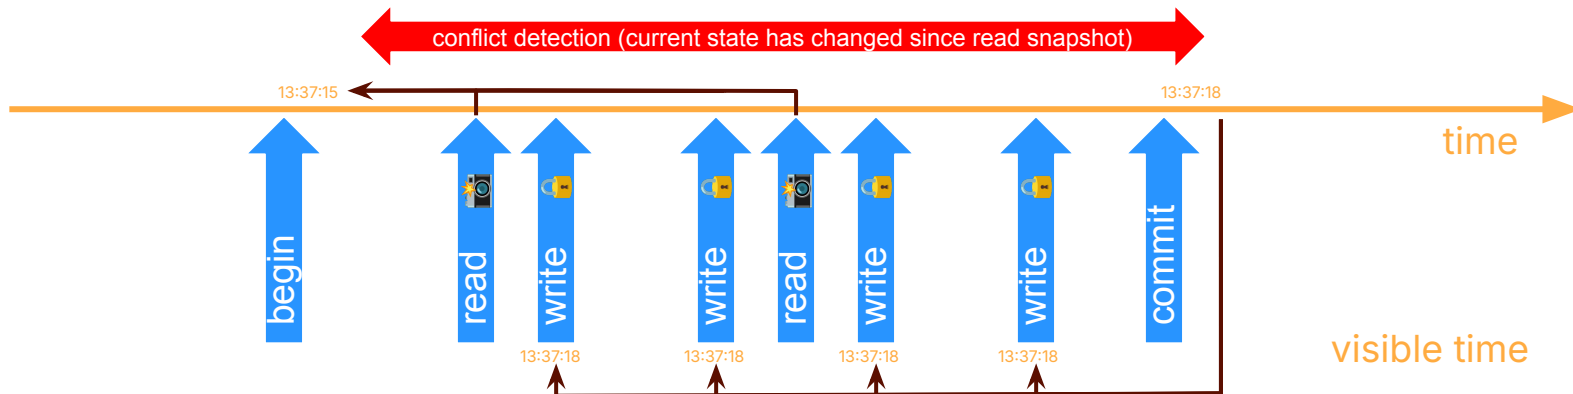 conflict detection (current state has changed since read snapshot)
13:37:15
13:37:18
time
begin
read
write
write
read
write
write
commit
visible time
13:37:18
13:37:18
13:37:18
13:37:18